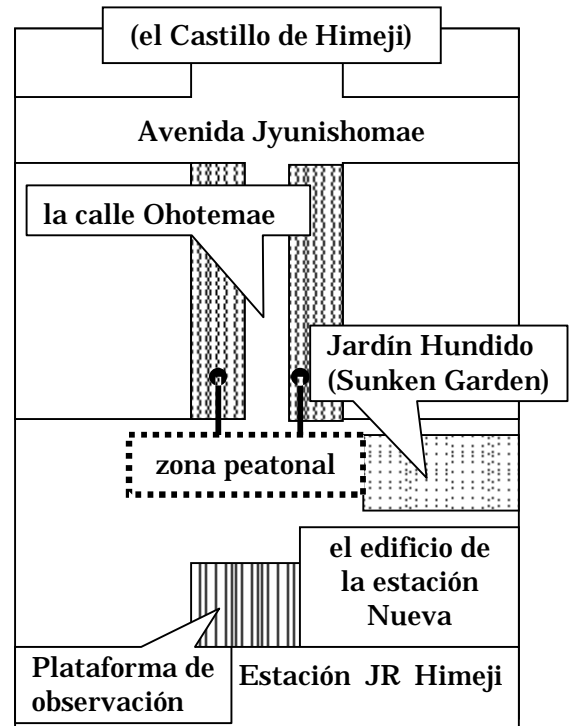 (el Castillo de Himeji)
Avenida Jyunishomae
la calle Ohotemae
Jardín Hundido
(Sunken Garden)
zona peatonal
el edificio de
la estación
Nueva
Plataforma de
observación
Estación JR Himeji